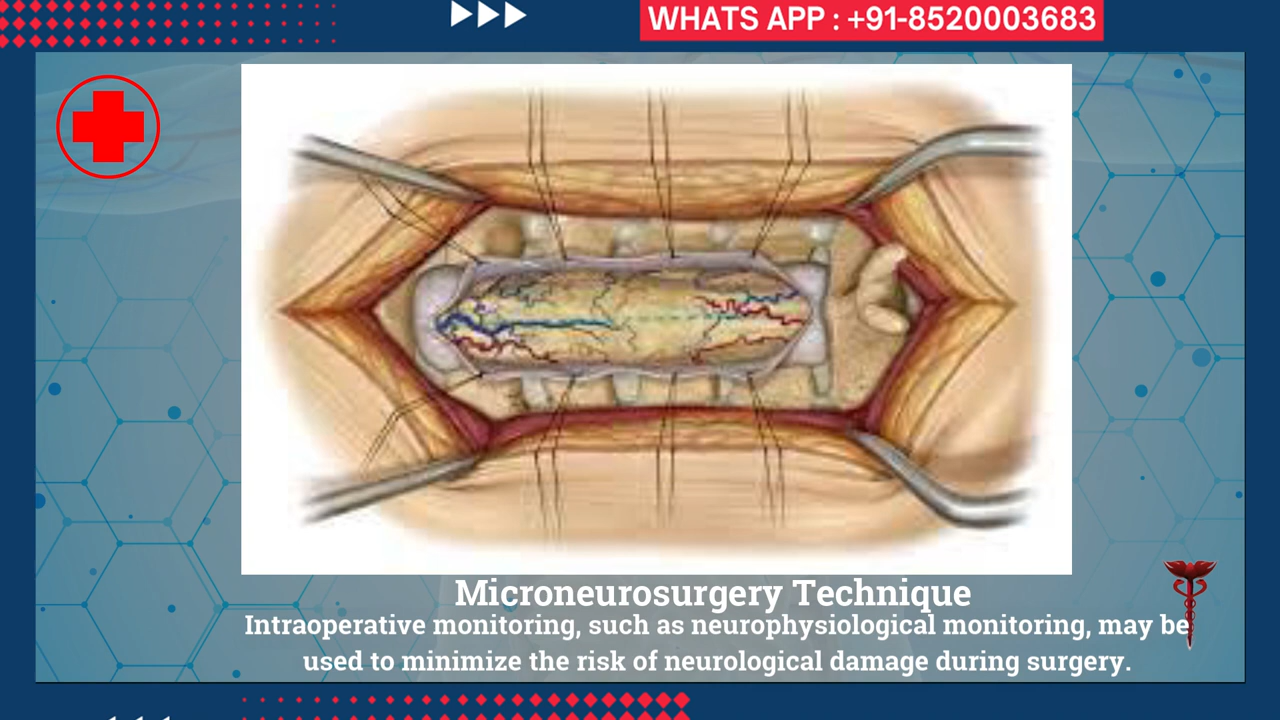 WHATS APP : +91-8520003683
Microneurosurgery Technique
Intraoperative monitoring, such as neurophysiological monitoring, may be
used to minimize the risk of neurological damage during surgery.